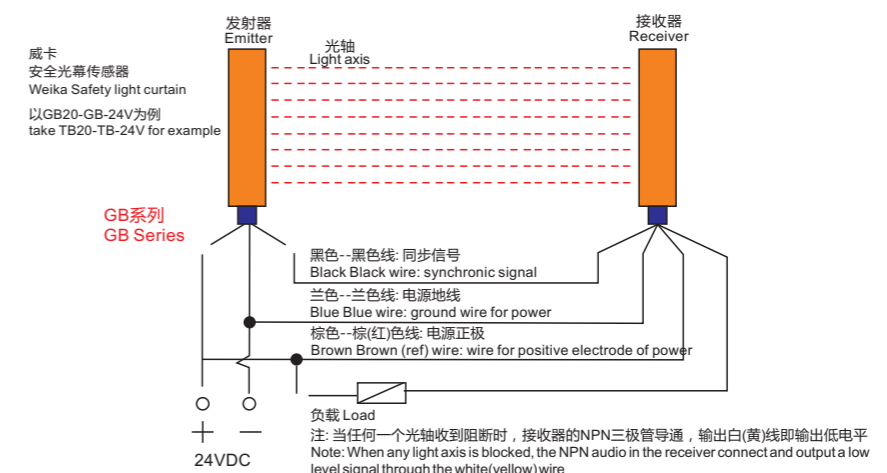 发射器
Emitter
接收器
Receiver
光轴
Light axis
威卡
安全光幕传感器
Weika Safety light curtain
以GB20-GB-24V为例
take TB20-TB-24V for example
GB系列
GB Series
黑色--黑色线: 同步信号
Black Black wire: synchronic signal
兰色--兰色线: 电源地线
Blue Blue wire: ground wire for power
棕色--棕(红)色线: 电源正极
Brown Brown (ref) wire: wire for positive electrode of power
负载 Load
+ —
24VDC
注: 当任何一个光轴收到阻断时，接收器的NPN三极管导通，输出白(黄)线即输出低电平
Note: When any light axis is blocked, the NPN audio in the receiver connect and output a low
level signal through the white(yellow) wire